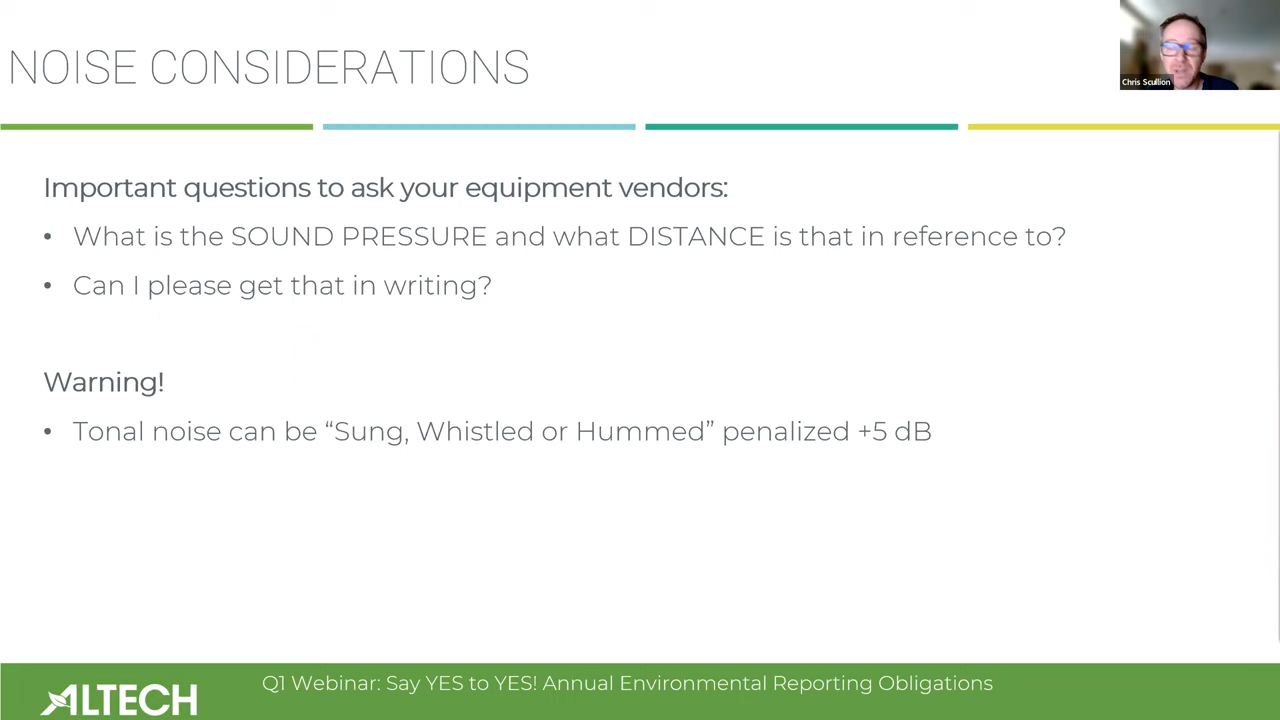 NOISE CONSIDERATIONS
Chris Scullion
Important questions to ask your equipment vendors:
• What is the SOUND PRESSURE and what DISTANCE is that in reference to?
• Can I please get that in writing?
Warning!
• Tonal noise can be “Sung, Whistled or Hummed” penalized +5 dB
ALTECH
Q1 Webinar: Say YES to YES! Annual Environmental Reporting Obligations